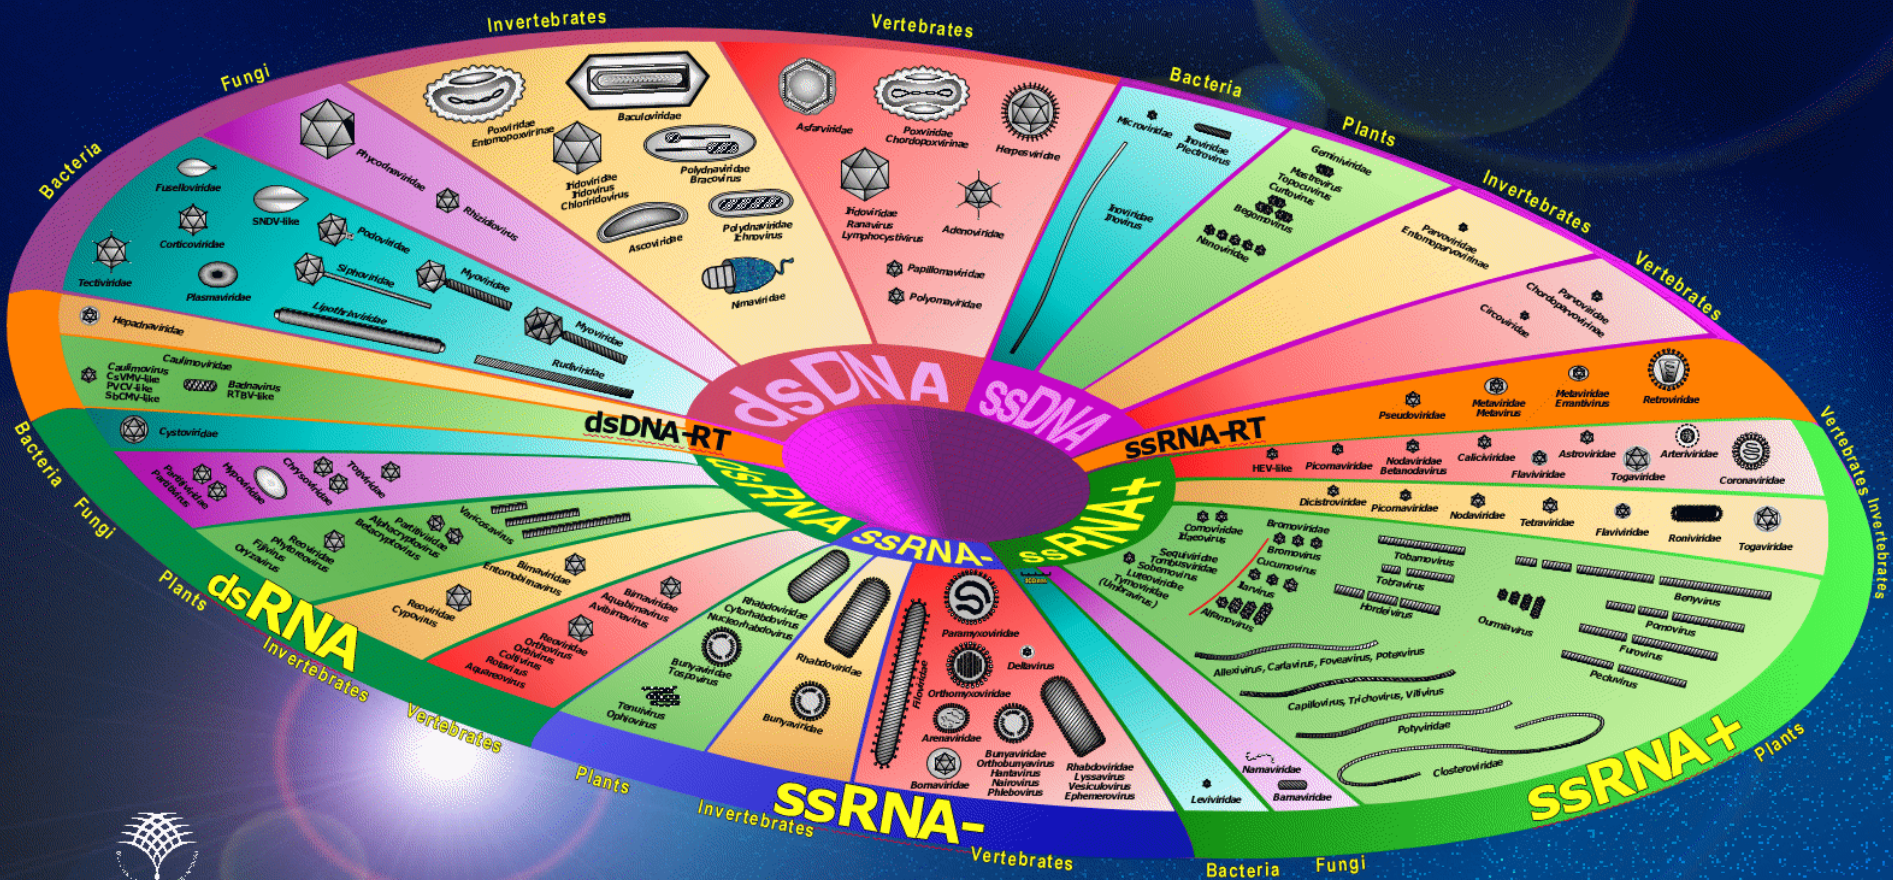 Invertebrates
Vertebrates
Fungi
Bacteria
Bacteria
Plants
Invertebrates
Vertebrates
Poxviridae
Entomopoxvirinae
Baculoviridae
Iridoviridae
Iridovirus
Chloriridovirus
Polydnaviridae
Bracovirus
Ascoviridae
Polydnaviridae
Ichnovirus
Nimaviridae
Asfarviridae
Poxviridae
Chordopoxvirinae
Herpesviridae
Iridoviridae
Ranavirus
Lymphocystivirus
Adenoviridae
Papillomaviridae
Polyomaviridae
Phycodnaviridae
Rhizidiovirus
Fuselloviridae
SNDV-like
Corticoviridae
Podoviridae
Tectiviridae
Plasmaviridae
Siphoviridae
Myoviridae
Lipothrixviridae
Myoviridae
Rudiviridae
dsDNA
Microviridae
Inoviridae
Plectrovirus
Inoviridae
Inovirus
Geminiviridae
Mastrevirus
Topocuvirus
Curtovirus
Begomovirus
Nanoviridae
Parvoviridae
Entomoparvovirinae
Parvoviridae
Chordoparvovirinae
Circoviridae
ssDNA
Hepadnaviridae
Caulimoviridae
Caulimovirus
CsVMV-like
PVCV-like
SbCMV-like
Badnavirus
RTBV-like
dsDNA-RT
ssRNA-RT
Pseudoviridae
Metaviridae
Metavirus
Metaviridae
Errantivirus
Retroviridae
Bacteria
Fungi
Plants
Invertebrates
Vertebrates
dsRNA
dsRNA
Cystoviridae
Partitiviridae
Partitivirus
Hypoviridae
Chrysoviridae
Totiviridae
Reoviridae
Phytoreovirus
Fijivirus
Oryzavirus
Partitiviridae
Alphacryptovirus
Betacryptovirus
Varicosavirus
Reoviridae
Cypovirus
Birnaviridae
Entomobirnavirus
Reoviridae
Orthovirus
Orbivirus
Coltivirus
Rotavirus
Aquareovirus
Birnaviridae
Aquabirnavirus
Avibirnavirus
ssRNA-
ssRNA-
Plants
Invertebrates
Vertebrates
Rhabdoviridae
Cytorhabdovirus
Nucleorhabdovirus
Bunyaviridae
Tospovirus
Tenuivirus
Ophiovirus
Rhabdoviridae
Bunyaviridae
Filoviridae
Paramyxoviridae
Deltavirus
Orthomyxoviridae
Arenaviridae
Bornaviridae
Bunyaviridae
Orthobunyavirus
Hantavirus
Nairovirus
Phlebovirus
Rhabdoviridae
Lyssavirus
Vesiculovirus
Ephemerovirus
ssRNA+
ssRNA+
Vertebrates
Invertebrates
Plants
Fungi
Bacteria
HEV-like
Picornaviridae
Nodaviridae
Betanodavirus
Caliciviridae
Flaviviridae
Astroviridae
Togaviridae
Arteriviridae
Coronaviridae
Dicistroviridae
Picornaviridae
Nodaviridae
Tetraviridae
Flaviviridae
Roniviridae
Togaviridae
Comoviridae
Idaeovirus
Sequiviridae
Tombusviridae
Sobemovirus
Luteoviridae
Tymoviridae
(Umbravirus)
Bromoviridae
Bromovirus
Cucumovirus
Ilarvirus
Alfamovirus
Tobamovirus
Tobravirus
Hordeivirus
Ourmiavirus
Benyvirus
Pomovirus
Furovirus
Pecluvirus
Allexivirus, Carlavirus, Foveavirus, Potexvirus
Capillovirus, Trichovirus, Vitivirus
Potyviridae
Closteroviridae
Leviviridae
Narnaviridae
Barnaviridae